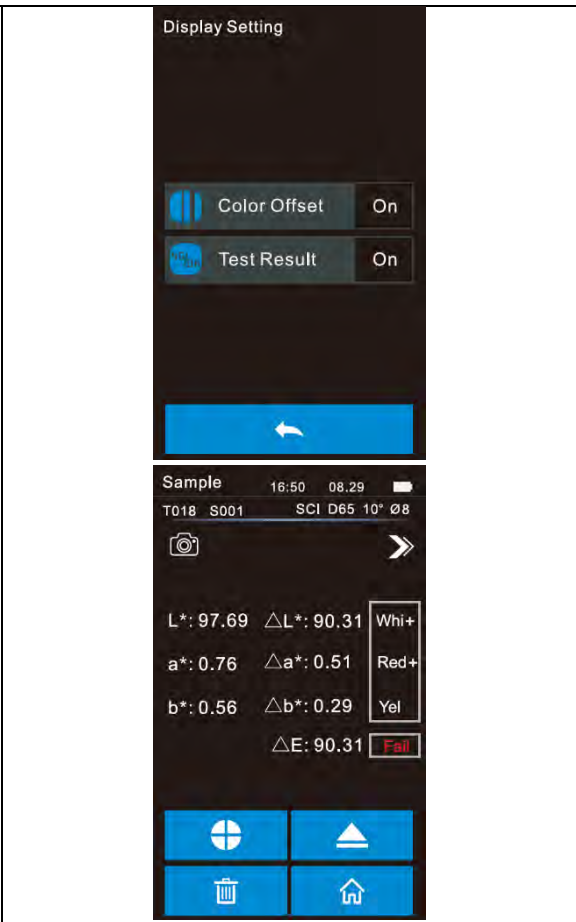 Display Setting
Color Offset On
Test Result On
Sample 16:50 08.29
T018 S001 SCI D65 10° Ø8
L*: 97.69 △L*: 90.31 Whi+
a*: 0.76 △a*: 0.51 Red+
b*: 0.56 △b*: 0.29 Yel
△E: 90.31 Fail